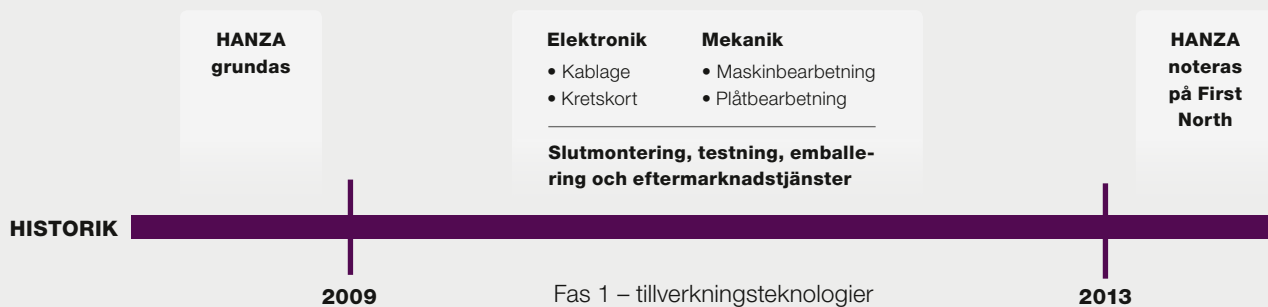 HANZA
grundas
Elektronik
• Kablage
• Kretskort
Mekanik
• Maskinbearbetning
• Plåtbearbetning
Slutmontering, testning, emballe-
ring och eftermarknadstjänster
HANZA
noteras
på First
North
HISTORIK
2009
Fas 1 – tillverkningsteknologier
2013